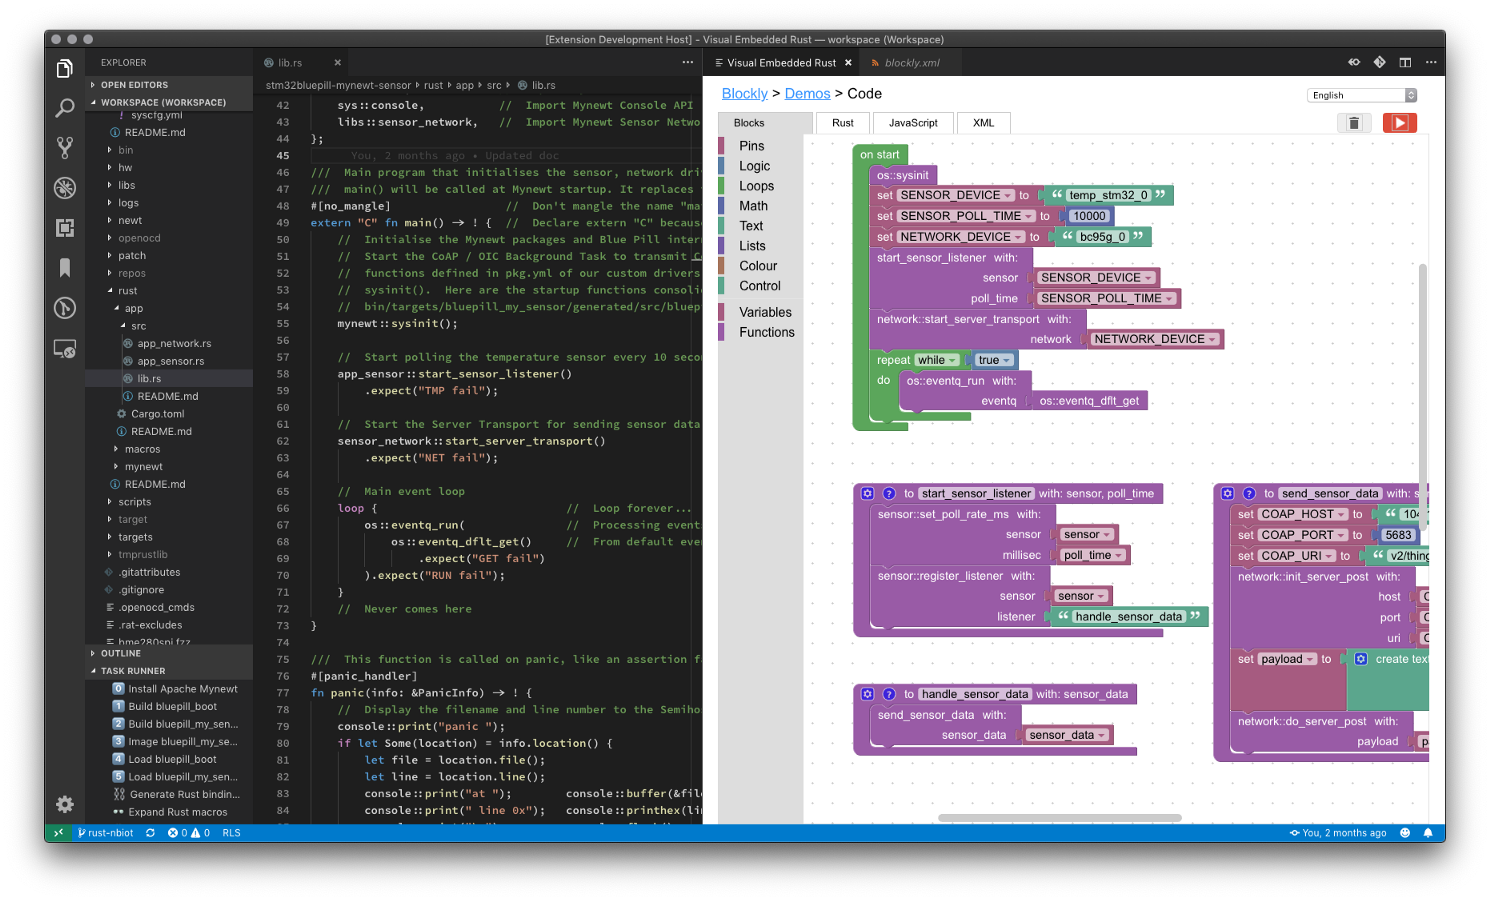 [Extension Development Host] - Visual Embedded Rust — workspace (Workspace)
EXPLORER
OPEN EDITORS
WORKSPACE (WORKSPACE)
syscfg.yml
README.md
bin
hw
libs
logs
newt
openocd
patch
repos
rust
app
src
app_network.rs
app_sensor.rs
lib.rs
README.md
Cargo.toml
README.md
macros
mynewt
README.md
scripts
target
targets
tmprustlib
.gitattributes
.gitignore
.openocd_cmds
.rat-excludes
bme280spi.fzz
OUTLINE
TASK RUNNER
0 Install Apache Mynewt
1 Build bluepill_boot
2 Build bluepill_my_sen...
3 Image bluepill_my_se...
4 Load bluepill_boot
5 Load bluepill_my_sen...
Generate Rust bindin...
Expand Rust macros
lib.rs ×
stm32bluepill-mynewt-sensor › rust › app › src › lib.rs
42 sys::console, // Import Mynewt Console API
43 libs::sensor_network, // Import Mynewt Sensor Netwo
44 };
45 You, 2 months ago • Updated doc
46 /// Main program that initialises the sensor, network dri
47 /// main() will be called at Mynewt startup. It replaces
48 #[no_mangle] // Don't mangle the name "ma
49 extern "C" fn main() -> ! { // Declare extern "C" becaus
50 // Initialise the Mynewt packages and Blue Pill inter
51 // Start the CoAP / OIC Background Task to transmit C
52 // functions defined in pkg.yml of our custom drivers
53 // sysinit(). Here are the startup functions consoli
54 // bin/targets/bluepill_my_sensor/generated/src/bluep
55 mynewt::sysinit();
56
57 // Start polling the temperature sensor every 10 seco
58 app_sensor::start_sensor_listener()
59 .expect("TMP fail");
60
61 // Start the Server Transport for sending sensor data
62 sensor_network::start_server_transport()
63 .expect("NET fail");
64
65 // Main event loop
66 loop { // Loop forever...
67 os::eventq_run( // Processing event
68 os::eventq_dflt_get() // From default eve
69 .expect("GET fail")
70 ).expect("RUN fail");
71 }
72 // Never comes here
73 }
74
75 /// This function is called on panic, like an assertion f
76 #[panic_handler]
77 fn panic(info: &PanicInfo) -> ! {
78 // Display the filename and line number to the Semiho
79 console::print("panic ");
80 if let Some(location) = info.location() {
81 let file = location.file();
82 let line = location.line();
83 console::print("at "); console::buffer(&fil
84 console::print(" line 0x"); console::printhex(li
Visual Embedded Rust ×
blockly.xml
Blockly > Demos > Code
English
Blocks
Rust
JavaScript
XML
Pins
Logic
Loops
Math
Text
Lists
Colour
Control
Variables
Functions
on start
os::sysinit
set SENSOR_DEVICE to “ temp_stm32_0 ”
set SENSOR_POLL_TIME to 10000
set NETWORK_DEVICE to “ bc95g_0 ”
start_sensor_listener with:
sensor SENSOR_DEVICE
poll_time SENSOR_POLL_TIME
network::start_server_transport with:
network NETWORK_DEVICE
repeat while true
do os::eventq_run with:
eventq os::eventq_dflt_get
? to start_sensor_listener with: sensor, poll_time
sensor::set_poll_rate_ms with:
sensor sensor
millisec poll_time
sensor::register_listener with:
sensor sensor
listener “ handle_sensor_data ”
? to handle_sensor_data with: sensor_data
send_sensor_data with:
sensor_data sensor_data
? to send_sensor_data with: s
set COAP_HOST to “ 104
set COAP_PORT to 5683
set COAP_URI to “ v2/thing
network::init_server_post with:
host C
port C
uri C
set payload to create text
network::do_server_post with:
payload p
rust-nbiot 0 0 RLS
You, 2 months ago